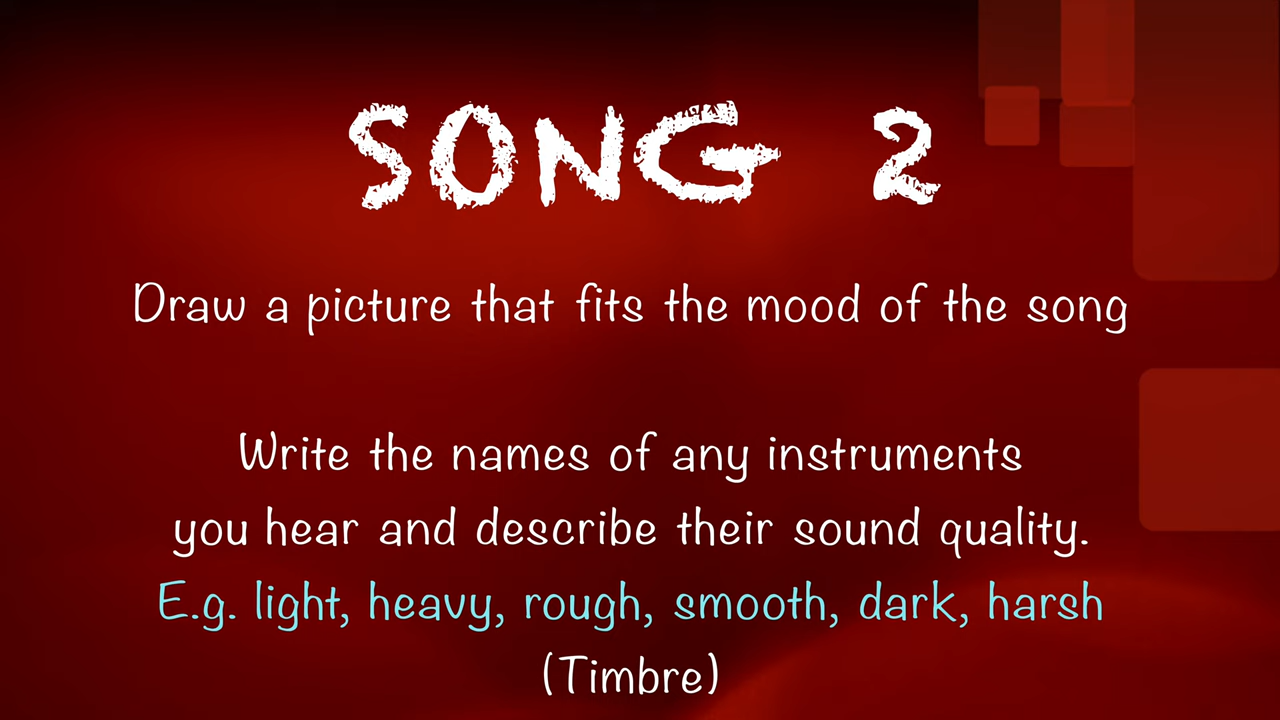 SONG 2
Draw a picture that fits the mood of the song
Write the names of any instruments
you hear and describe their sound quality.
E.g. light, heavy, rough, smooth, dark, harsh
(Timbre)